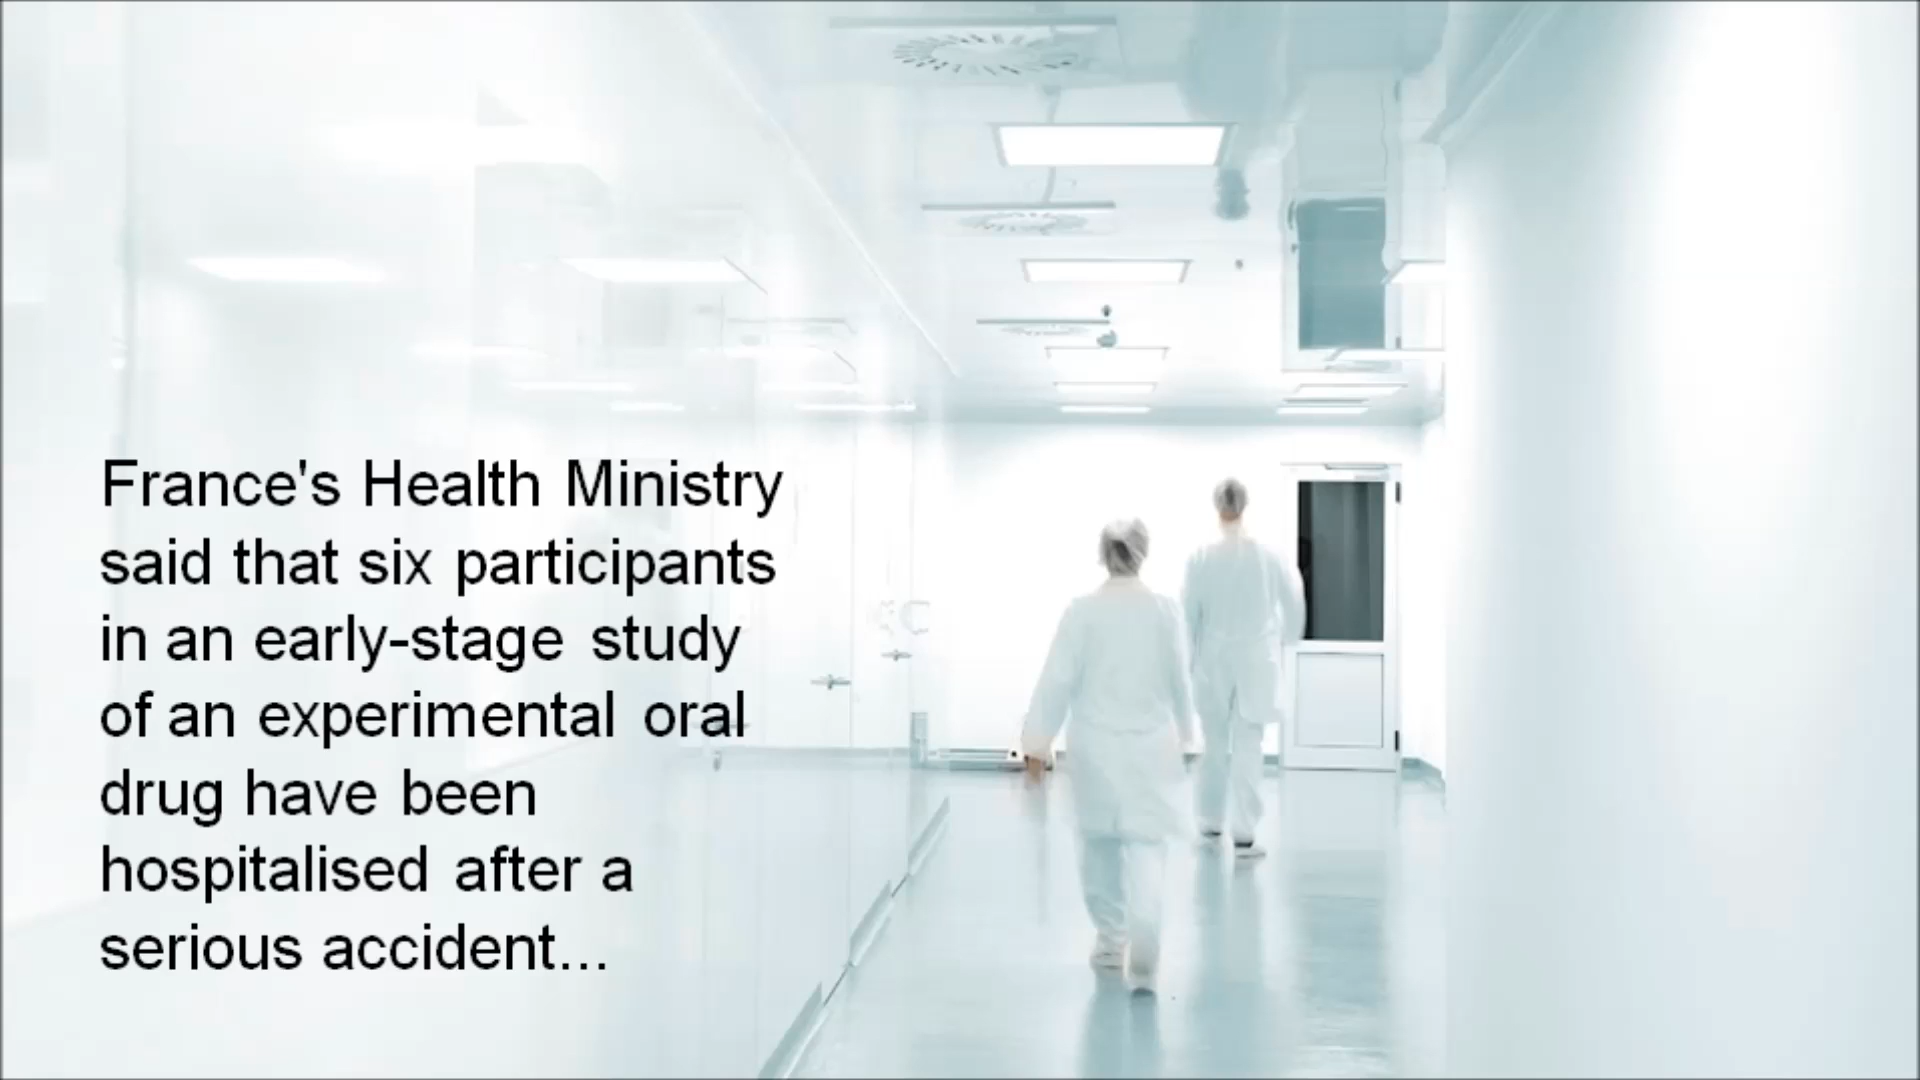 France's Health Ministry
said that six participants
in an early-stage study
of an experimental oral
drug have been
hospitalised after a
serious accident...